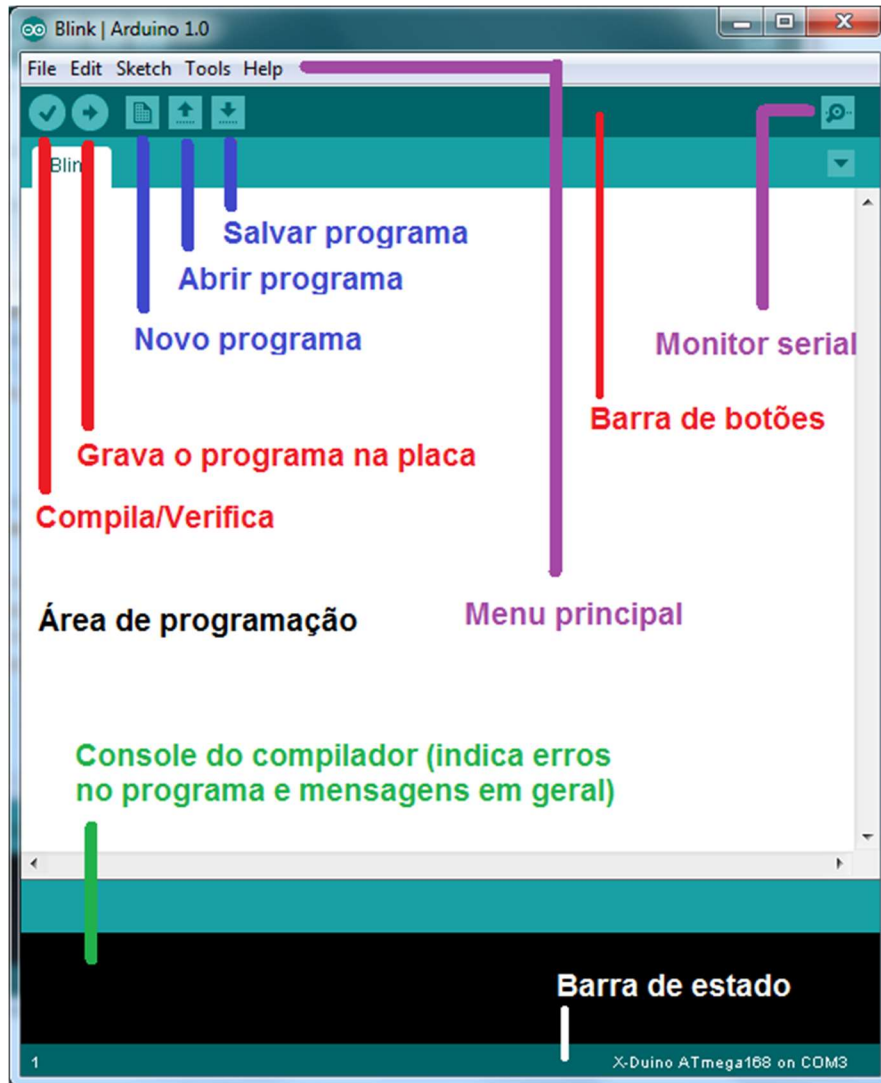 Blink | Arduino 1.0
File Edit Sketch Tools Help
Blin
Salvar programa
Abrir programa
Novo programa
Monitor serial
Barra de botões
Grava o programa na placa
Compila/Verifica
Área de programação
Menu principal
Console do compilador (indica erros
no programa e mensagens em geral)
Barra de estado
1
X-Duino ATmega168 on COM3